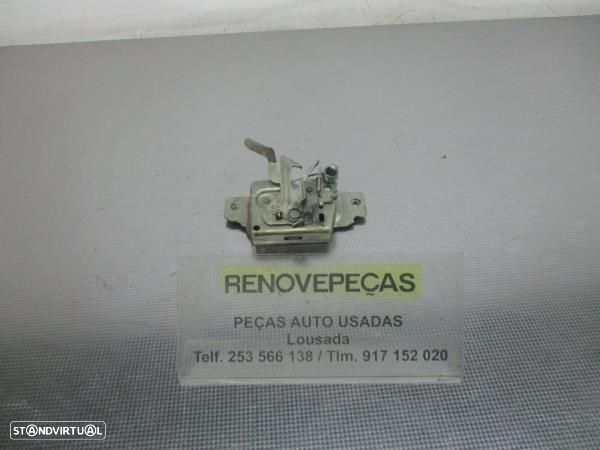 RENOVEPEÇAS
PEÇAS AUTO USADAS
Lousada
Telf. 253 566 138 / Tlm. 917 152 020
STANDVIRTUAL